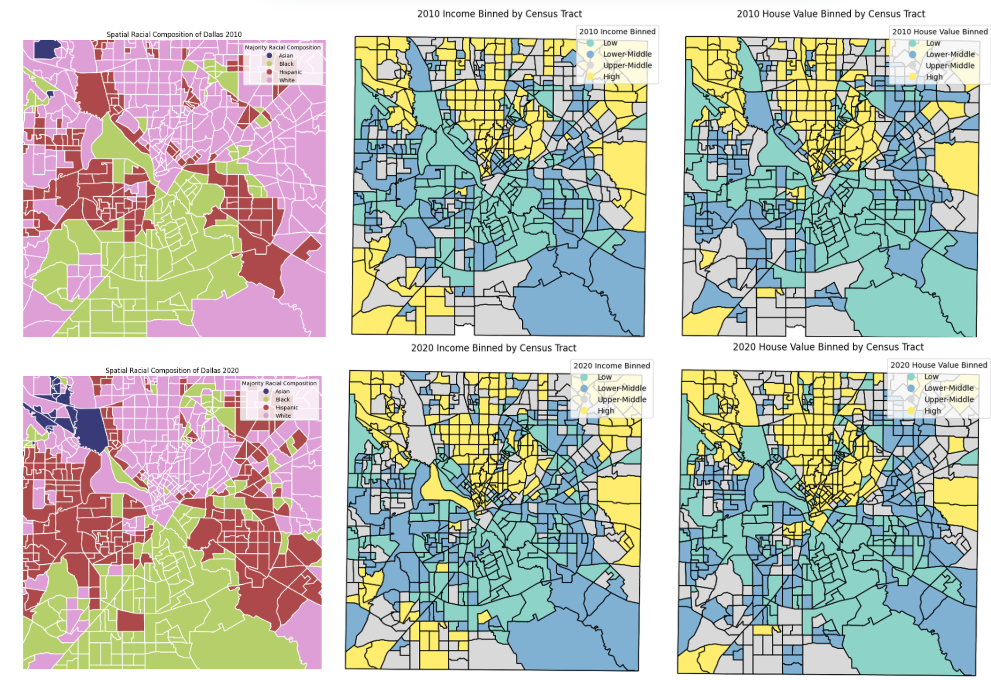 Spatial Racial Composition of Dallas 2010
Majority Racial Composition
Asian
Black
Hispanic
White
2010 Income Binned by Census Tract
2010 Income Binned
Low
Lower-Middle
Upper-Middle
High
2010 House Value Binned by Census Tract
2010 House Value Binned
Low
Lower-Middle
Upper-Middle
High
Spatial Racial Composition of Dallas 2020
Majority Racial Composition
Asian
Black
Hispanic
White
2020 Income Binned by Census Tract
2020 Income Binned
Low
Lower-Middle
Upper-Middle
High
2020 House Value Binned by Census Tract
2020 House Value Binned
Low
Lower-Middle
Upper-Middle
High